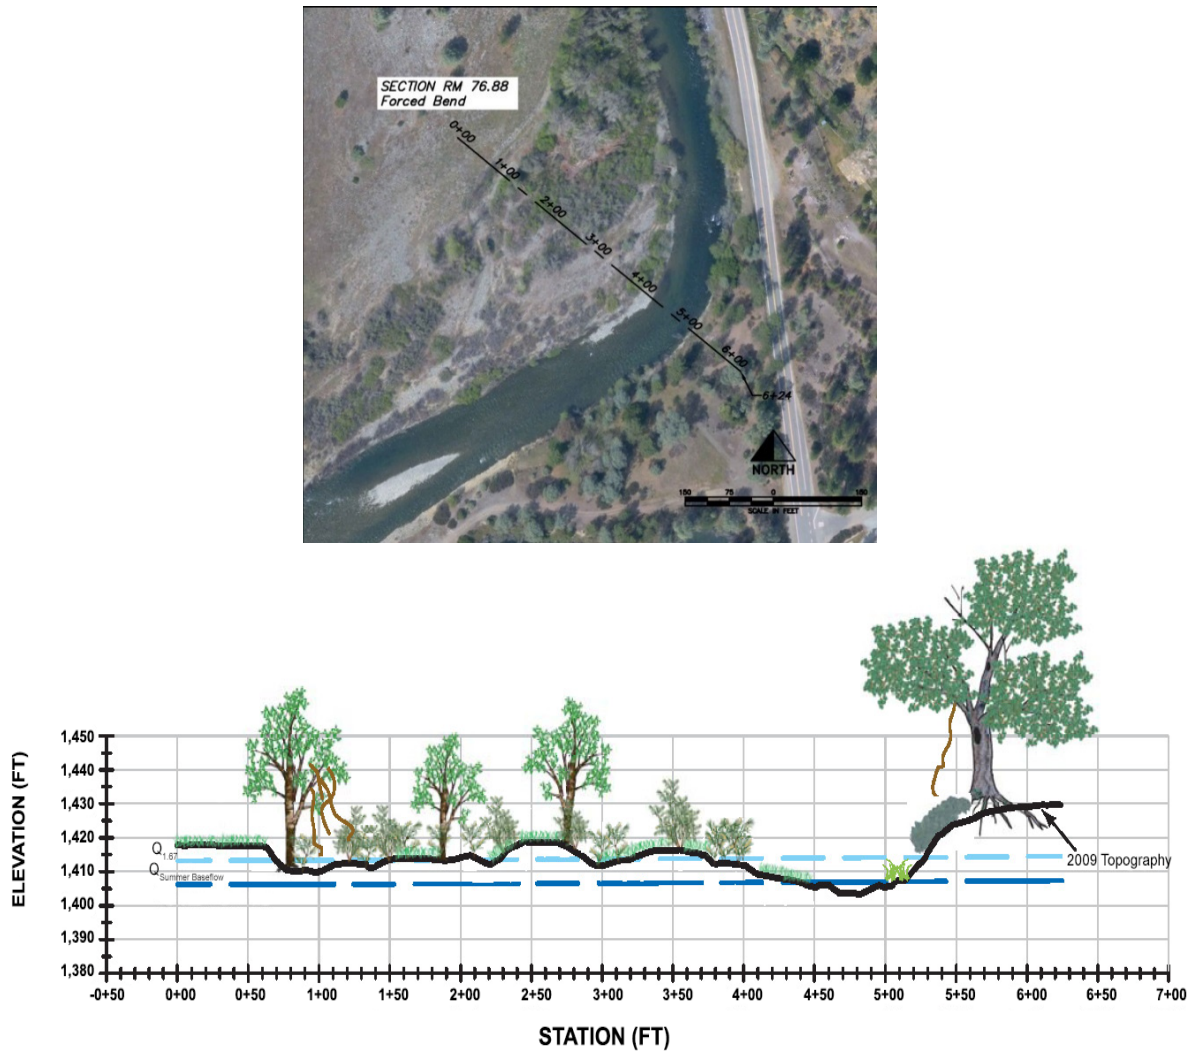 SECTION RM 76.88
Forced Bend
0+00
1+00
2+00
3+00
4+00
5+00
6+00
6+24
NORTH
150 75 0 150
SCALE IN FEET
ELEVATION (FT)
1,450
1,440
1,430
1,420
1,410
1,400
1,390
1,380
Q1.67
QSummer Baseflow
2009 Topography
-0+50 0+00 0+50 1+00 1+50 2+00 2+50 3+00 3+50 4+00 4+50 5+00 5+50 6+00 6+50 7+00
STATION (FT)